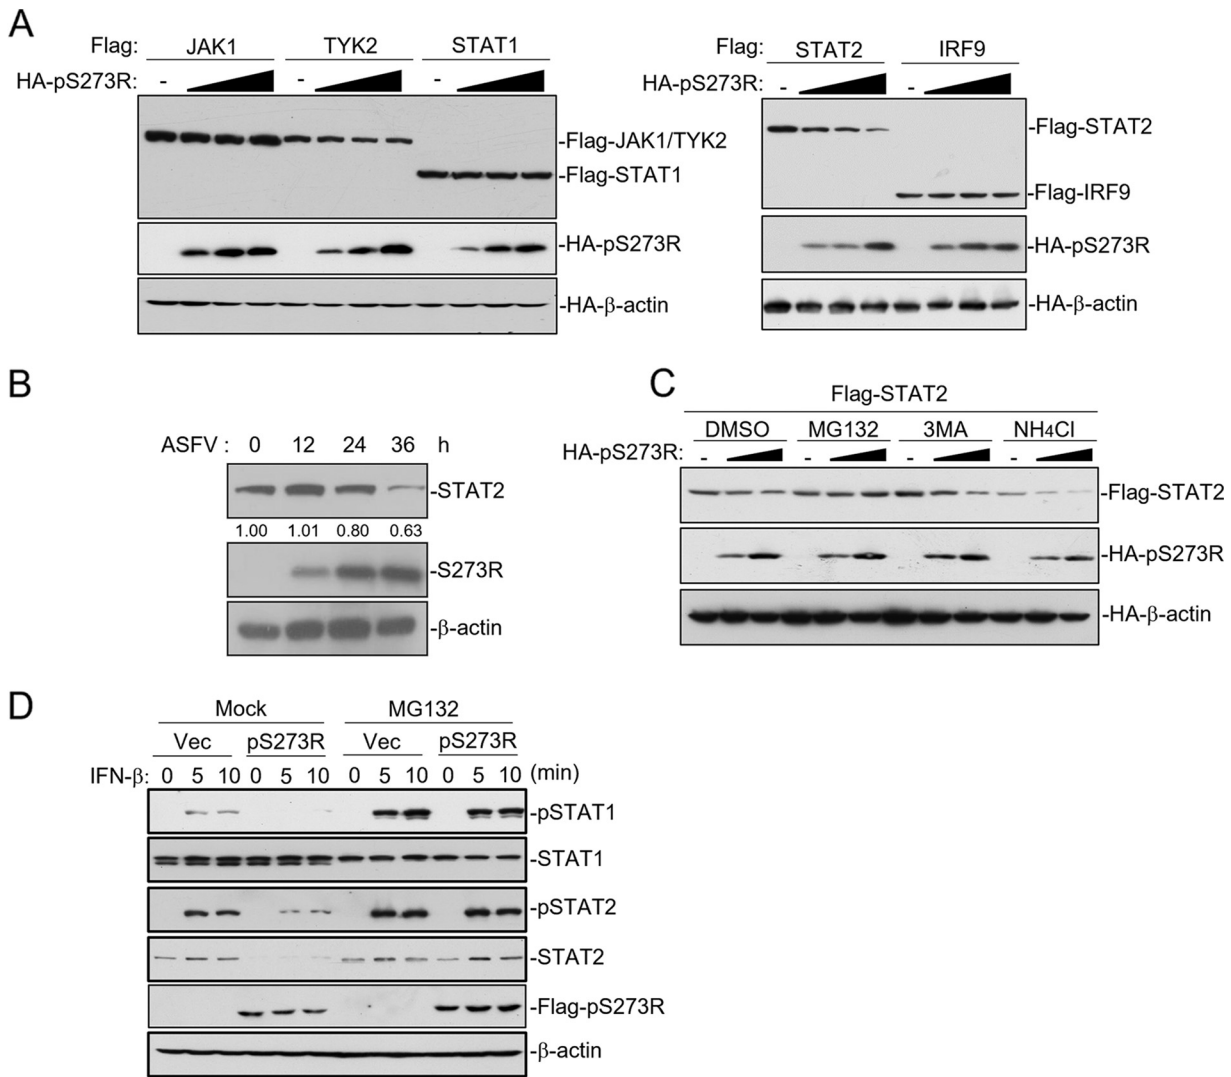 A
Flag: JAK1 TYK2 STAT1
HA-pS273R: - - -
-Flag-JAK1/TYK2
-Flag-STAT1
-HA-pS273R
-HA-β-actin
Flag: STAT2 IRF9
HA-pS273R: - -
-Flag-STAT2
-Flag-IRF9
-HA-pS273R
-HA-β-actin
B
ASFV : 0 12 24 36 h
-STAT2
1.00 1.01 0.80 0.63
-S273R
-β-actin
C
Flag-STAT2
DMSO MG132 3MA NH₄Cl
HA-pS273R: - - - -
-Flag-STAT2
-HA-pS273R
-HA-β-actin
D
Mock MG132
Vec pS273R Vec pS273R
IFN-β: 0 5 10 0 5 10 0 5 10 0 5 10 (min)
-pSTAT1
-STAT1
-pSTAT2
-STAT2
-Flag-pS273R
-β-actin